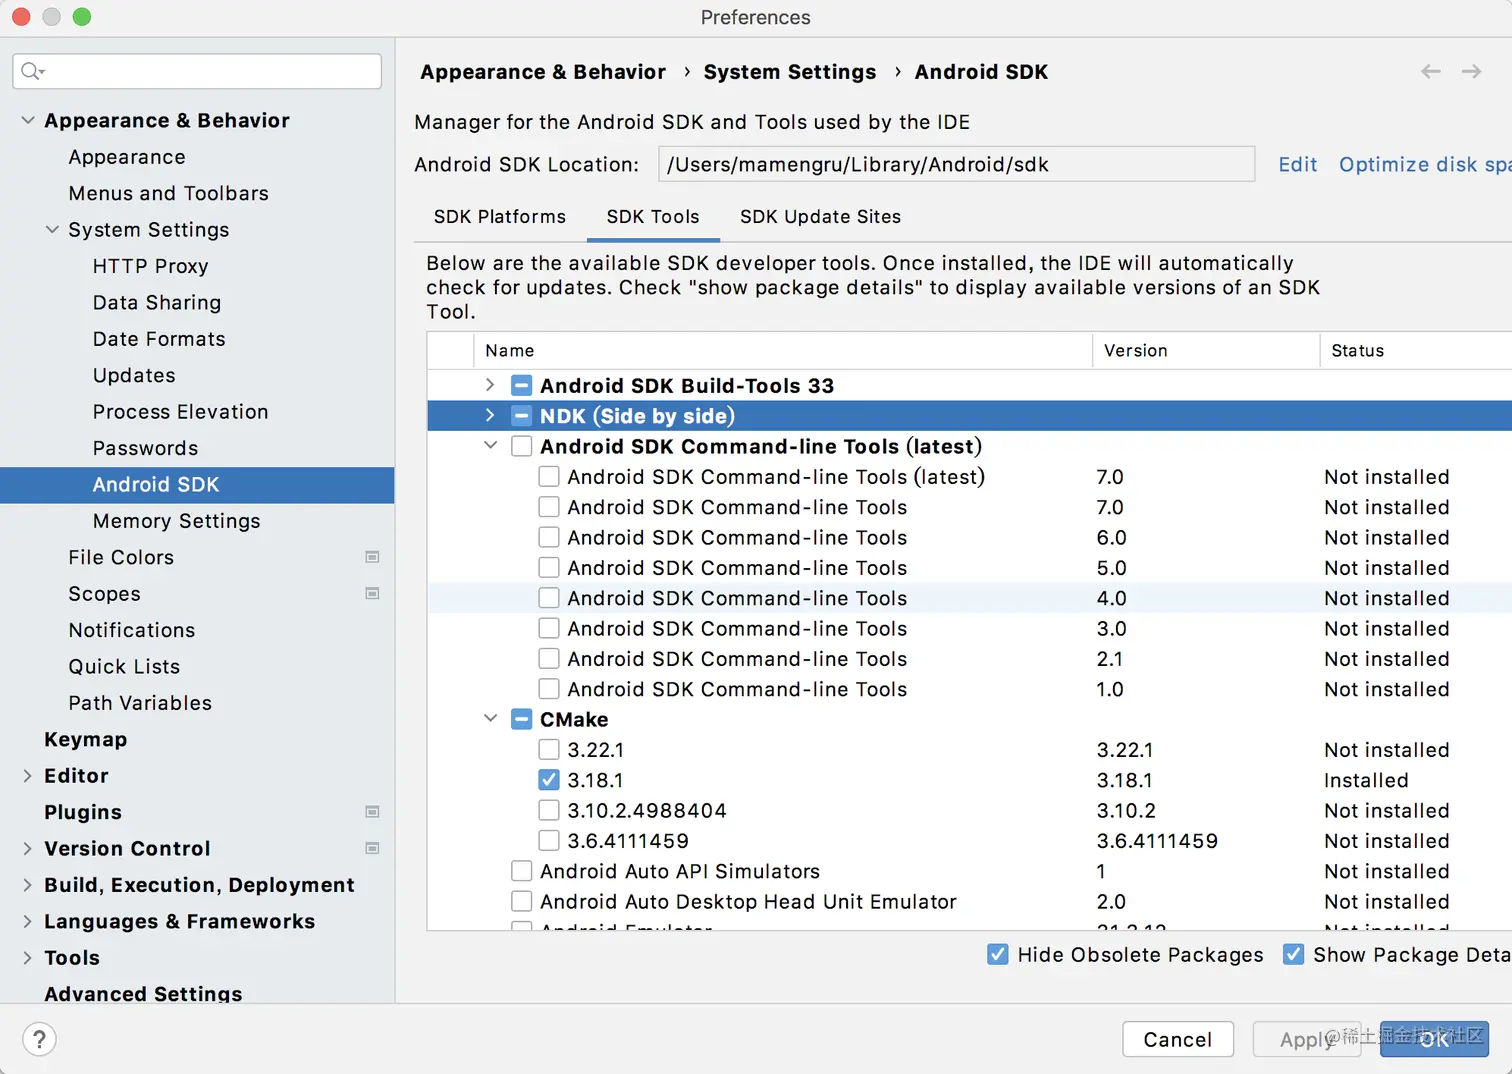 Preferences
Appearance & Behavior › System Settings › Android SDK
Manager for the Android SDK and Tools used by the IDE
Android SDK Location: /Users/mamengru/Library/Android/sdk Edit Optimize disk spa
SDK Platforms SDK Tools SDK Update Sites
Below are the available SDK developer tools. Once installed, the IDE will automatically
check for updates. Check "show package details" to display available versions of an SDK
Tool.
Appearance & Behavior
Appearance
Menus and Toolbars
System Settings
HTTP Proxy
Data Sharing
Date Formats
Updates
Process Elevation
Passwords
Android SDK
Memory Settings
File Colors
Scopes
Notifications
Quick Lists
Path Variables
Keymap
Editor
Plugins
Version Control
Build, Execution, Deployment
Languages & Frameworks
Tools
Advanced Settings
Name Version Status
Android SDK Build-Tools 33
NDK (Side by side)
Android SDK Command-line Tools (latest)
Android SDK Command-line Tools (latest) 7.0 Not installed
Android SDK Command-line Tools 7.0 Not installed
Android SDK Command-line Tools 6.0 Not installed
Android SDK Command-line Tools 5.0 Not installed
Android SDK Command-line Tools 4.0 Not installed
Android SDK Command-line Tools 3.0 Not installed
Android SDK Command-line Tools 2.1 Not installed
Android SDK Command-line Tools 1.0 Not installed
CMake
3.22.1 3.22.1 Not installed
3.18.1 3.18.1 Installed
3.10.2.4988404 3.10.2 Not installed
3.6.4111459 3.6.4111459 Not installed
Android Auto API Simulators 1 Not installed
Android Auto Desktop Head Unit Emulator 2.0 Not installed
Android Emulator 31.3.12 Not installed
Hide Obsolete Packages Show Package Deta
? Cancel Apply OK
@稀土掘金技术社区